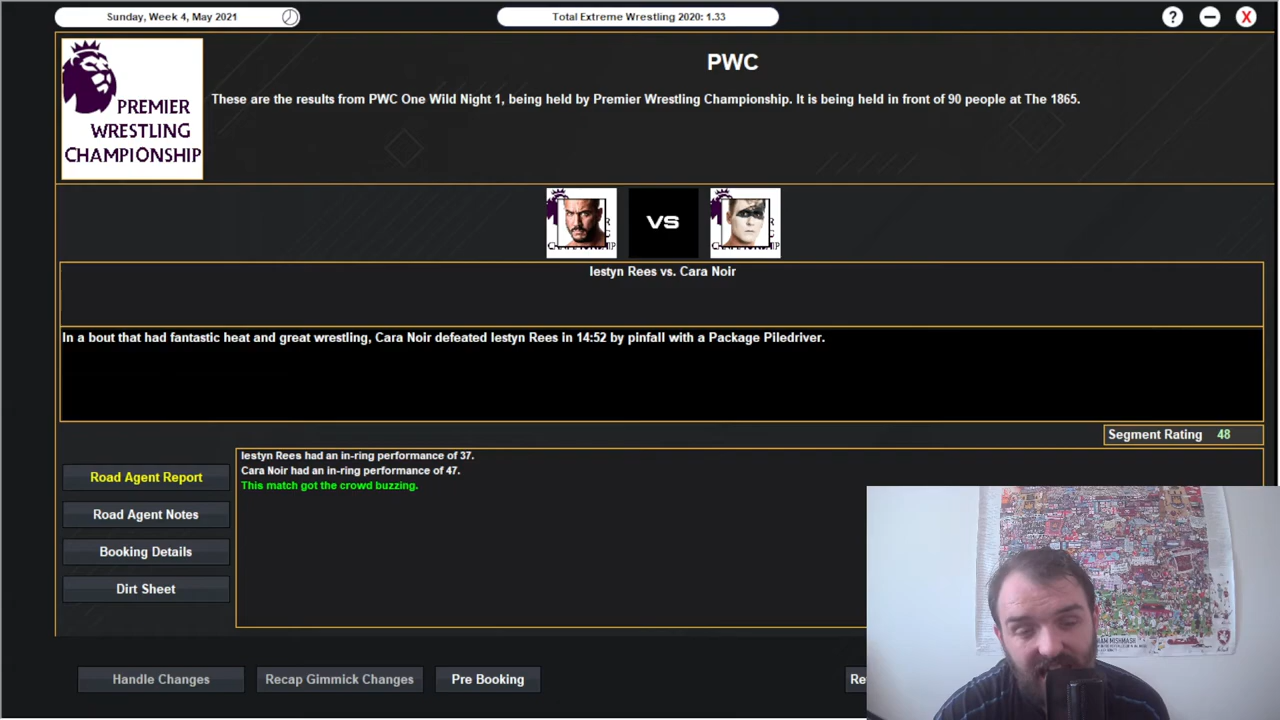 Sunday, Week 4, May 2021
Total Extreme Wrestling 2020: 1.33
?
X
PREMIER
WRESTLING
CHAMPIONSHIP
PWC
These are the results from PWC One Wild Night 1, being held by Premier Wrestling Championship. It is being held in front of 90 people at The 1865.
VS
Iestyn Rees vs. Cara Noir
In a bout that had fantastic heat and great wrestling, Cara Noir defeated Iestyn Rees in 14:52 by pinfall with a Package Piledriver.
Segment Rating 48
Road Agent Report
Road Agent Notes
Booking Details
Dirt Sheet
Iestyn Rees had an in-ring performance of 37.
Cara Noir had an in-ring performance of 47.
This match got the crowd buzzing.
Handle Changes
Recap Gimmick Changes
Pre Booking
Re